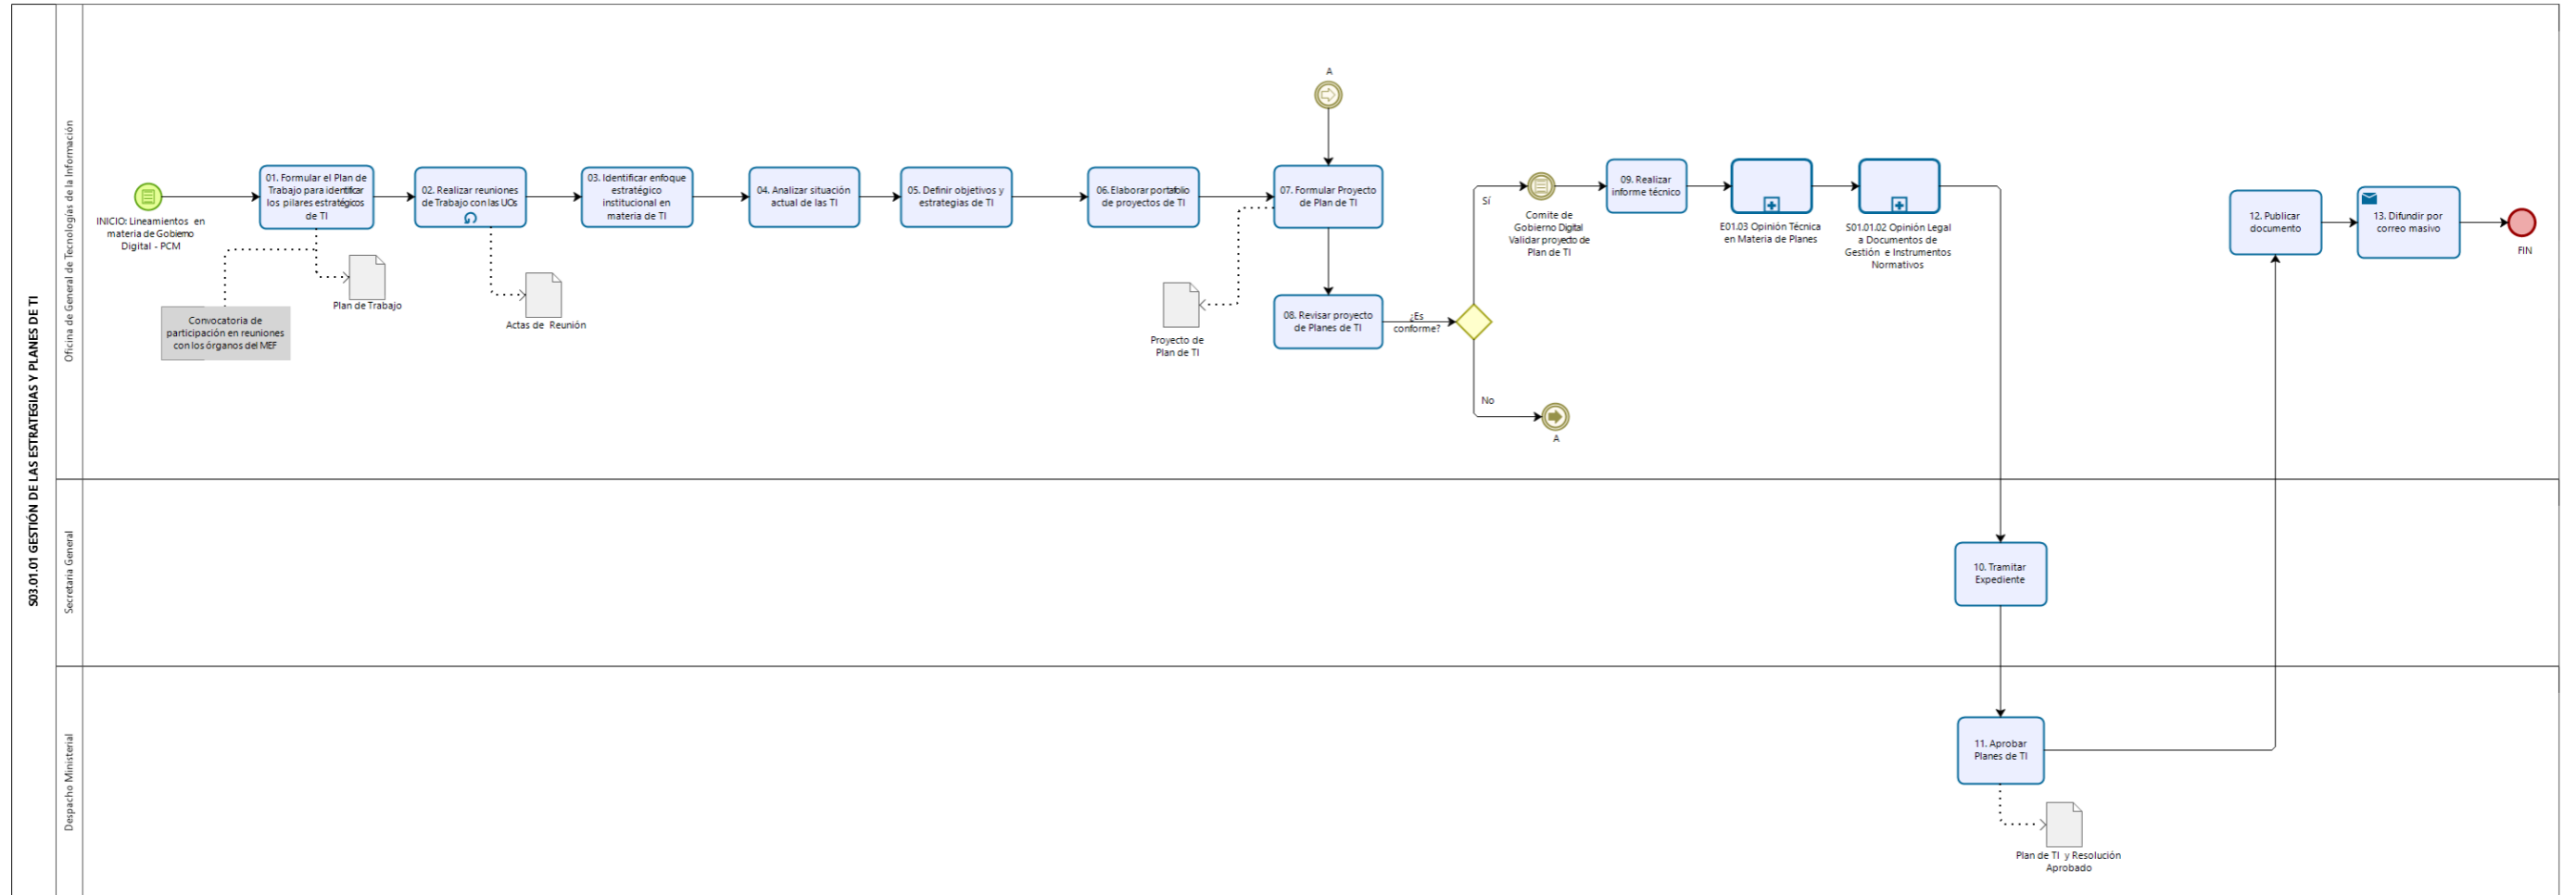 S03.01.01 GESTIÓN DE LAS ESTRATEGIAS Y PLANES DE TI
Oficina de General de Tecnologías de la Información
INICIO: Lineamientos en
materia de Gobierno
Digital - PCM
01. Formular el Plan de
Trabajo para identificar
los pilares estratégicos
de TI
Convocatoria de
participación en reuniones
con los órganos del MEF
Plan de Trabajo
02. Realizar reuniones
de Trabajo con las UOs
Actas de Reunión
03. Identificar enfoque
estratégico
institucional en
materia de TI
04. Analizar situación
actual de las TI
05. Definir objetivos y
estrategias de TI
06. Elaborar portafolio
de proyectos de TI
A
07. Formular Proyecto
de Plan de TI
Proyecto de
Plan de TI
08. Revisar proyecto
de Planes de TI
¿Es
conforme?
Sí
No
A
Comite de
Gobierno Digital
Validar proyecto de
Plan de TI
09. Realizar
informe técnico
E01.03 Opinión Técnica
en Materia de Planes
S01.01.02 Opinión Legal
a Documentos de
Gestión e Instrumentos
Normativos
12. Publicar
documento
13. Difundir por
correo masivo
FIN
Secretaria General
10. Tramitar
Expediente
Despacho Ministerial
11. Aprobar
Planes de TI
Plan de TI y Resolución
Aprobado